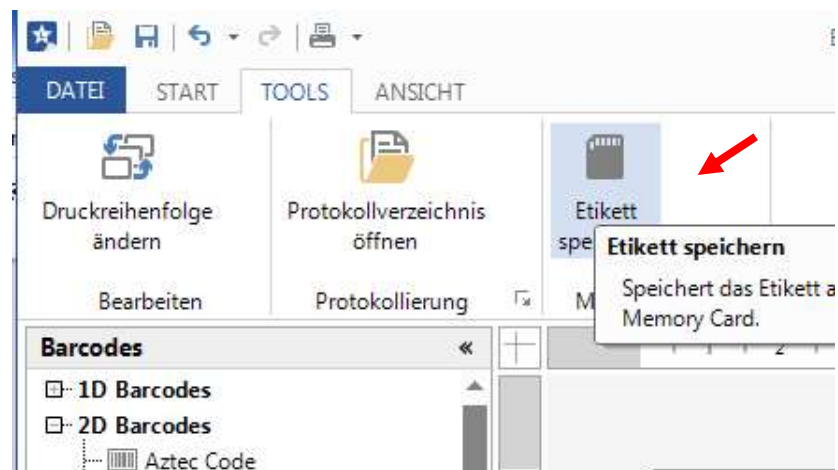 DATEI START TOOLS ANSICHT
Druckreihenfolge
ändern
Protokollverzeichnis
öffnen
Etikett
Bearbeiten
Protokollierung
Etikett speichern
Speichert das Etikett
Memory Card.
Barcodes
1D Barcodes
2D Barcodes
Aztec Code
2